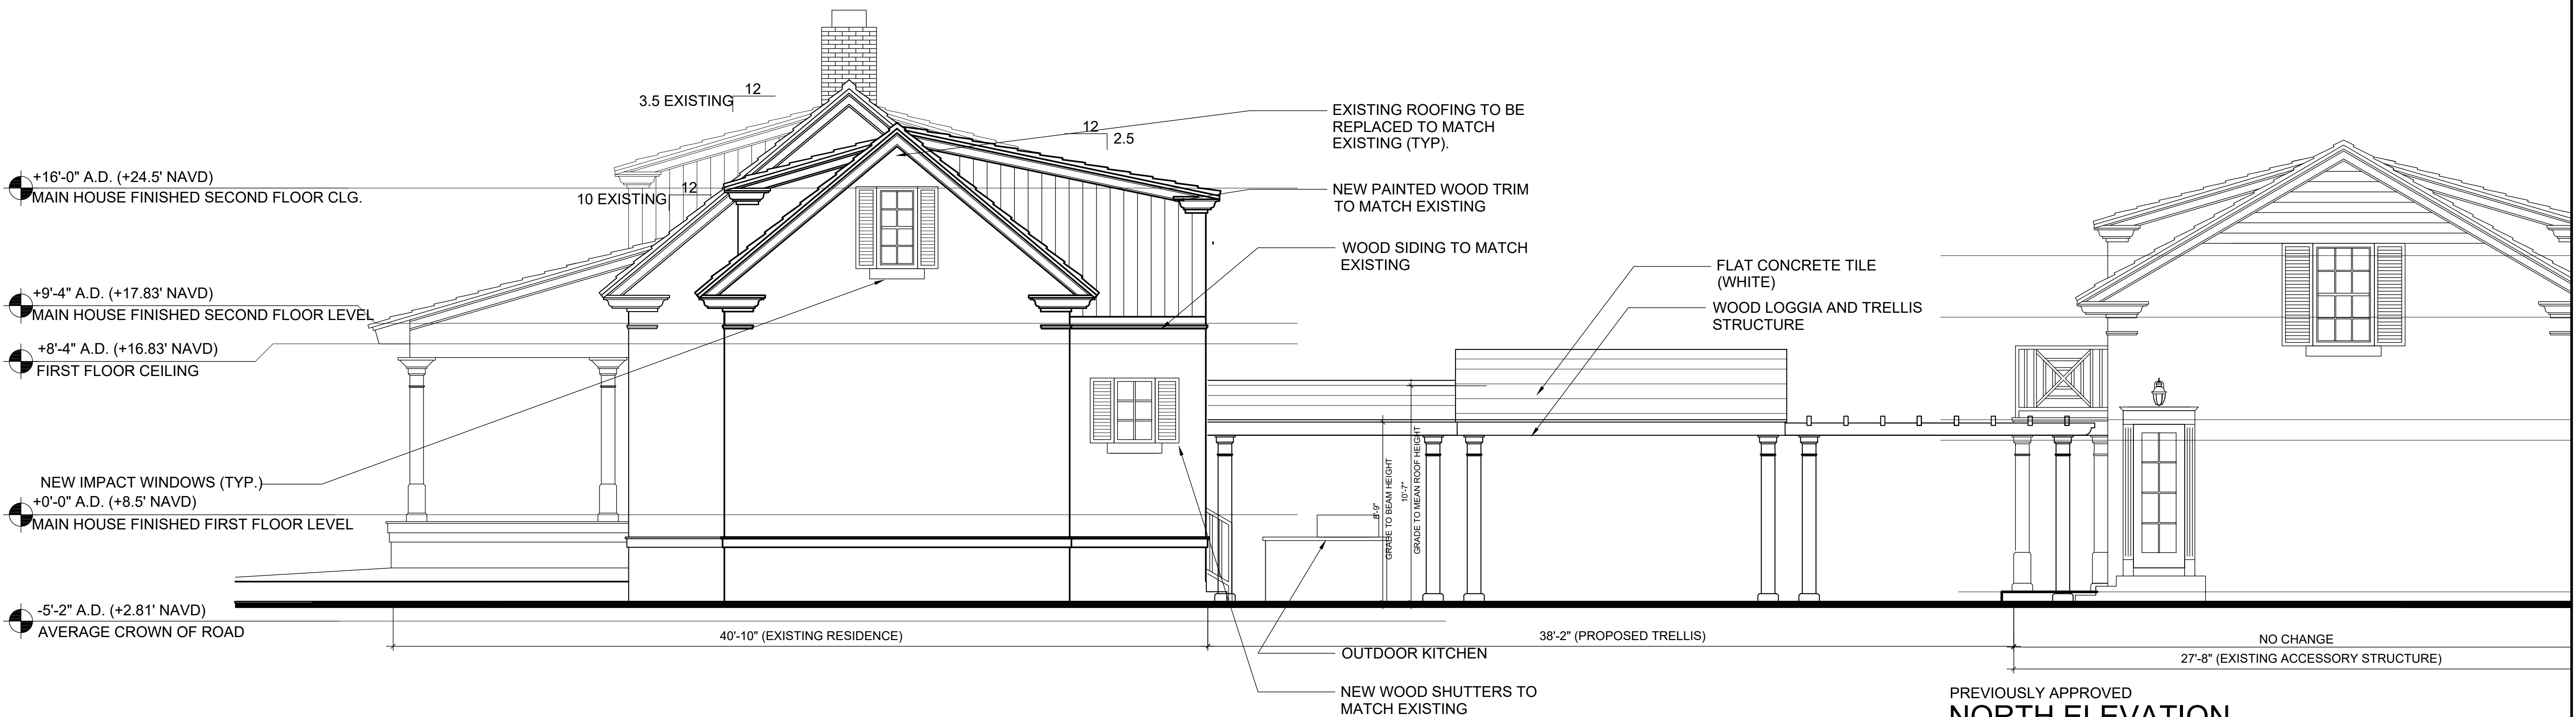 3.5 EXISTING
12
12
2.5
10 EXISTING
12
+16'-0" A.D. (+24.5' NAVD)
MAIN HOUSE FINISHED SECOND FLOOR CLG.
+9'-4" A.D. (+17.83' NAVD)
MAIN HOUSE FINISHED SECOND FLOOR LEVEL
+8'-4" A.D. (+16.83' NAVD)
FIRST FLOOR CEILING
NEW IMPACT WINDOWS (TYP.)
+0'-0" A.D. (+8.5' NAVD)
MAIN HOUSE FINISHED FIRST FLOOR LEVEL
-5'-2" A.D. (+2.81' NAVD)
AVERAGE CROWN OF ROAD
EXISTING ROOFING TO BE
REPLACED TO MATCH
EXISTING (TYP).
NEW PAINTED WOOD TRIM
TO MATCH EXISTING
WOOD SIDING TO MATCH
EXISTING
FLAT CONCRETE TILE
(WHITE)
WOOD LOGGIA AND TRELLIS
STRUCTURE
8'-9"
GRADE TO BEAM HEIGHT
10'-7"
GRADE TO MEAN ROOF HEIGHT
40'-10" (EXISTING RESIDENCE)
38'-2" (PROPOSED TRELLIS)
NO CHANGE
27'-8" (EXISTING ACCESSORY STRUCTURE)
OUTDOOR KITCHEN
NEW WOOD SHUTTERS TO
MATCH EXISTING
PREVIOUSLY APPROVED
NORTH ELEVATION